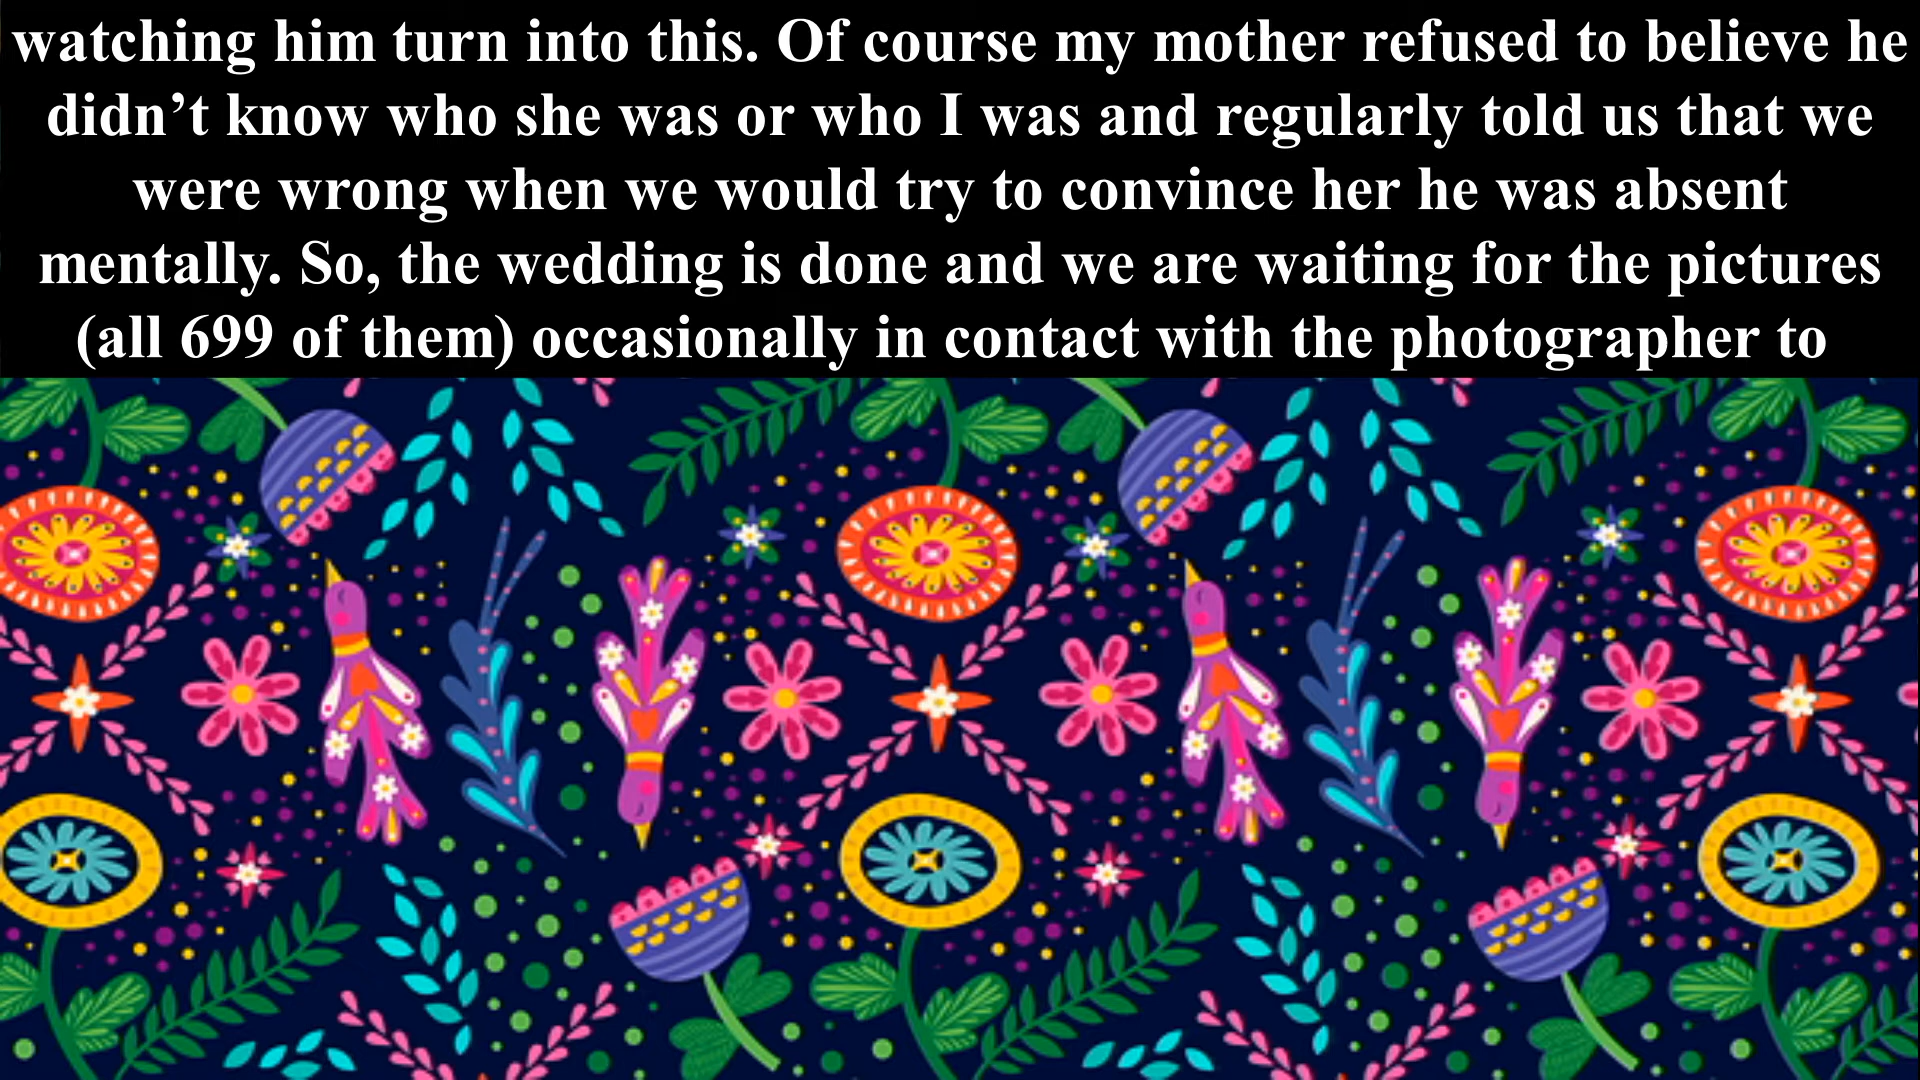 watching him turn into this. Of course my mother refused to believe he
didn’t know who she was or who I was and regularly told us that we
were wrong when we would try to convince her he was absent
mentally. So, the wedding is done and we are waiting for the pictures
(all 699 of them) occasionally in contact with the photographer to